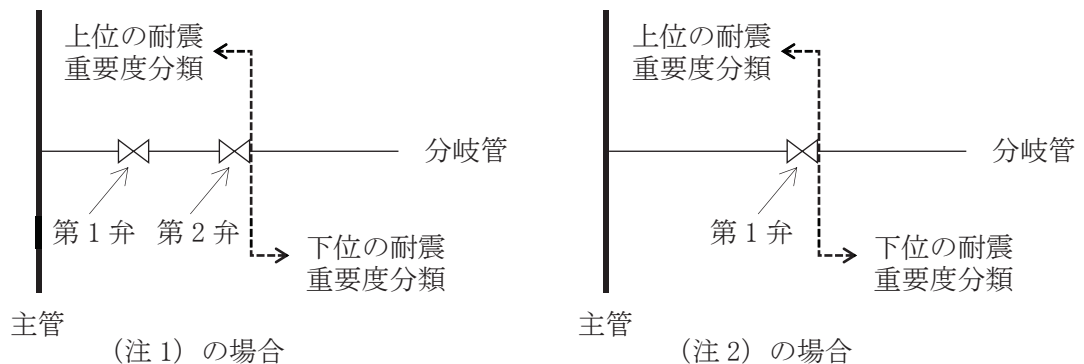 上位の耐震
重要度分類
分岐管
第1弁
第2弁
下位の耐震
重要度分類
主管
(注1)の場合
上位の耐震
重要度分類
分岐管
第1弁
下位の耐震
重要度分類
主管
(注2)の場合